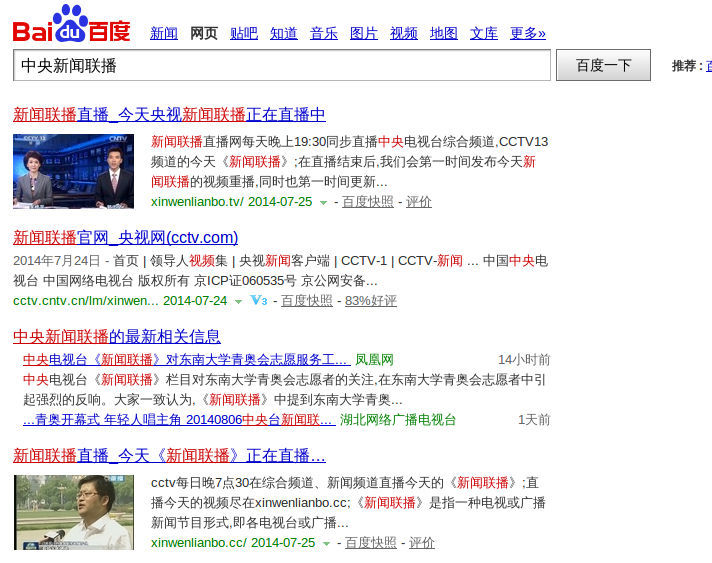 Bai du 百度
新闻 网页 贴吧 知道 音乐 图片 视频 地图 文库 更多»
中央新闻联播 百度一下 推荐 :
新闻联播直播_今天央视新闻联播正在直播中
新闻联播直播网每天晚上19:30同步直播中央电视台综合频道,CCTV13
频道的今天《新闻联播》;在直播结束后,我们会第一时间发布今天新
闻联播的视频重播,同时也第一时间更新...
xinwenlianbo.tv/ 2014-07-25 - 百度快照 - 评价
新闻联播官网_央视网(cctv.com)
2014年7月24日 - 首页 | 领导人视频集 | 央视新闻客户端 | CCTV-1 | CCTV-新闻 ... 中国中央电
视台 中国网络电视台 版权所有 京ICP证060535号 京公网安备...
cctv.cntv.cn/lm/xinwen... 2014-07-24 V3 - 百度快照 - 83%好评
中央新闻联播的最新相关信息
中央电视台《新闻联播》对东南大学青奥会志愿服务工... 凤凰网 14小时前
中央电视台《新闻联播》栏目对东南大学青奥会志愿者的关注,在东南大学青奥会志愿者中引
起强烈的反响。大家一致认为,《新闻联播》中提到东南大学青奥...
...青奥开幕式 年轻人唱主角 20140806中央台新闻联... 湖北网络广播电视台 1天前
新闻联播直播_今天《新闻联播》正在直播...
cctv每日晚7点30在综合频道、新闻频道直播今天的《新闻联播》;直
播今天的视频尽在xinwenlianbo.cc;《新闻联播》是指一种电视或广播
新闻节目形式,即各电视台或广播...
xinwenlianbo.cc/ 2014-07-25 - 百度快照 - 评价